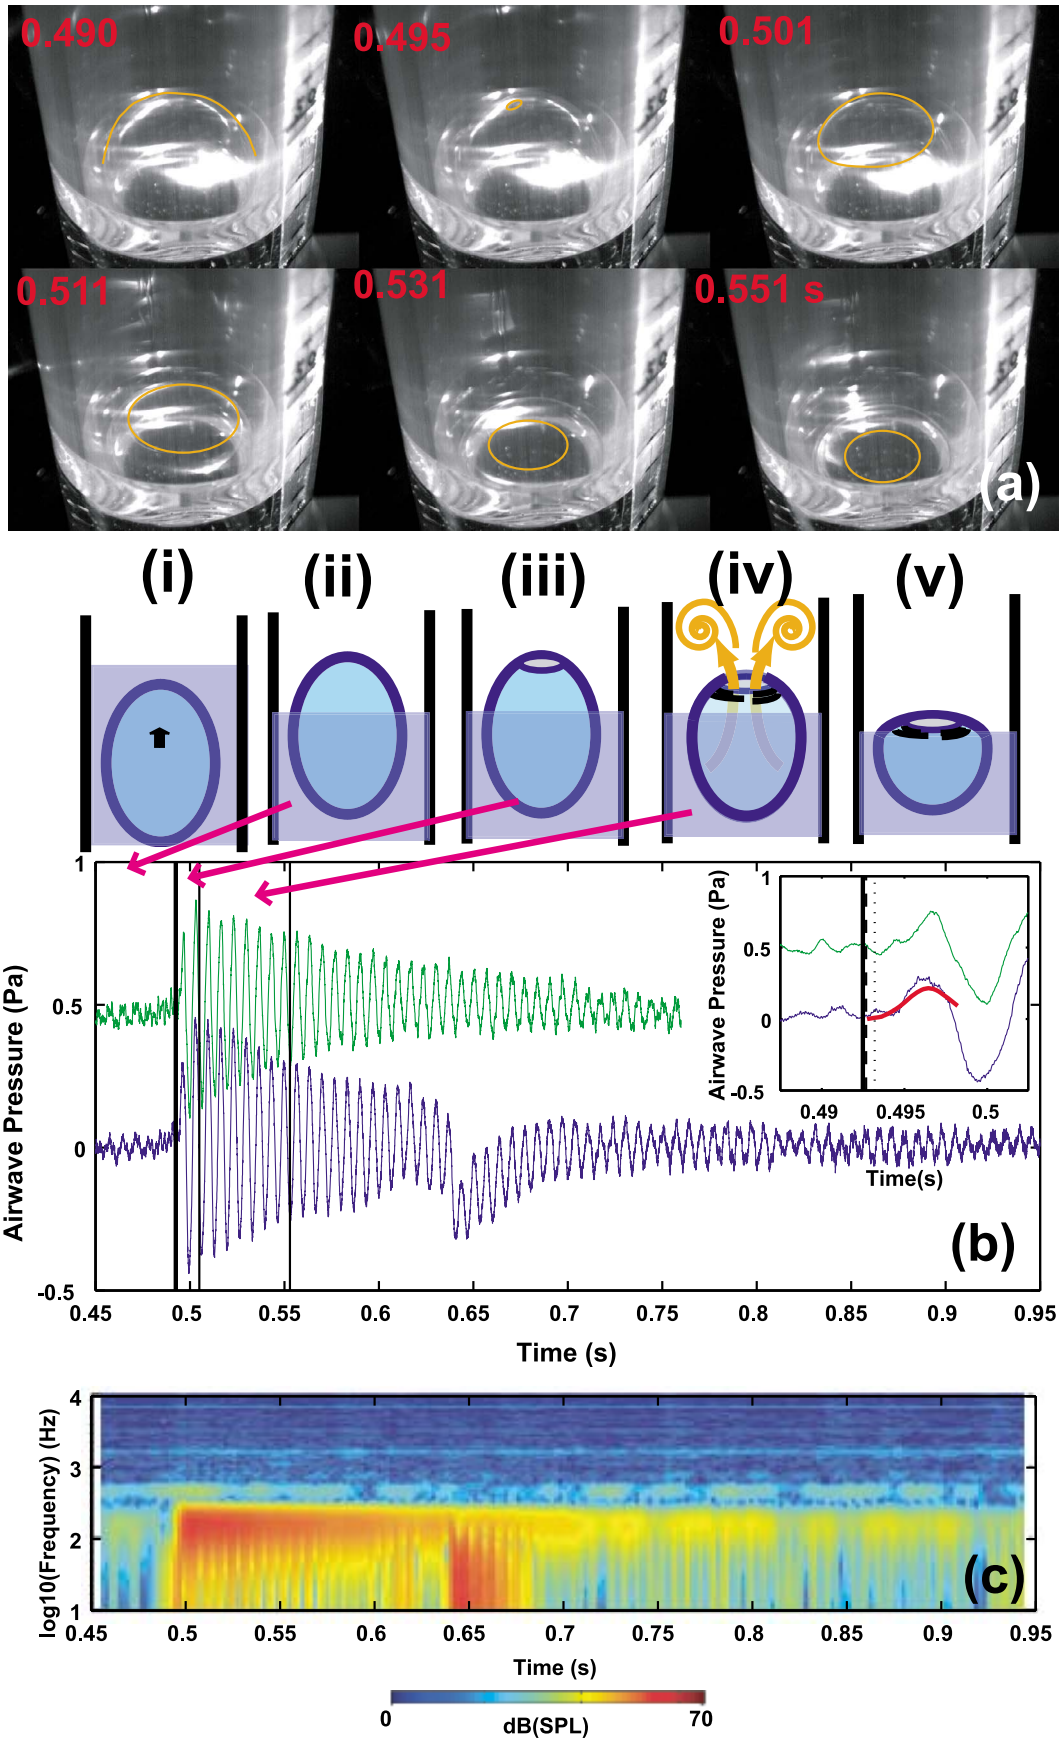 0.490 0.495 0.501
0.511 0.531 0.551 s
(a)
(i) (ii) (iii) (iv) (v)
Airwave Pressure (Pa)
1
0.5
0
-0.5
0.45 0.5 0.55 0.6 0.65 0.7 0.75 0.8 0.85 0.9 0.95
Time (s)
Airwave Pressure (Pa)
1
0.5
0
-0.5
0.49 0.495 0.5
Time(s)
(b)
log10(Frequency) (Hz)
4
3
2
1
(c)
0.45 0.5 0.55 0.6 0.65 0.7 0.75 0.8 0.85 0.9 0.95
Time (s)
0 70
dB(SPL)